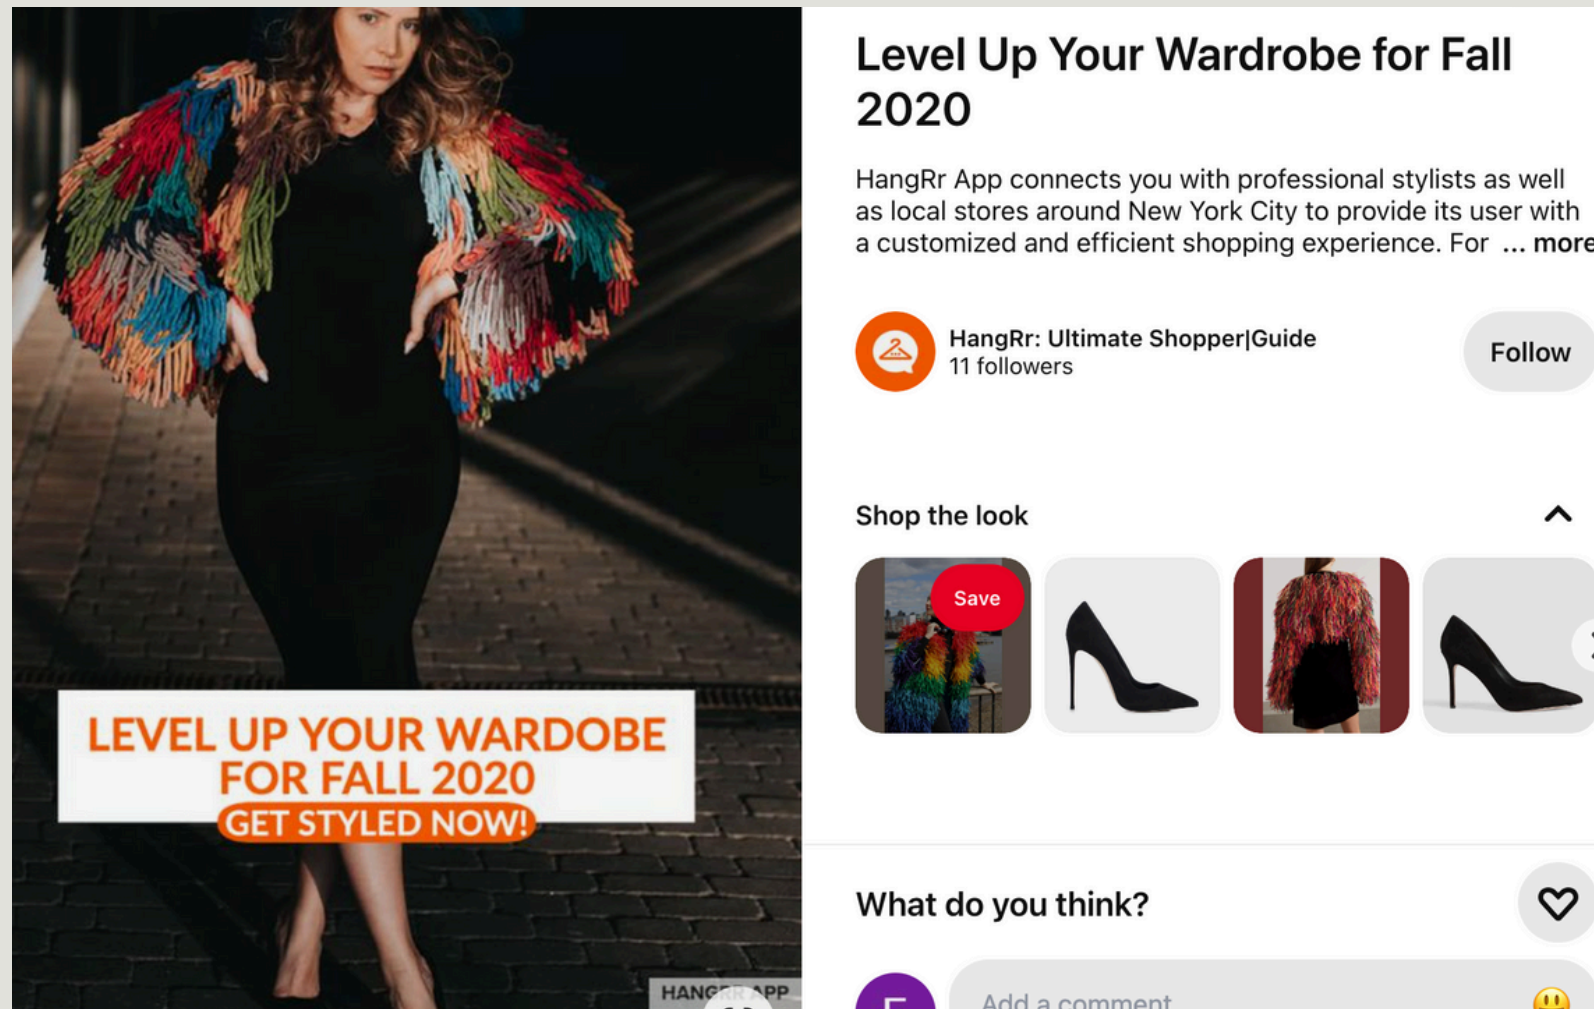 LEVEL UP YOUR WARDOBE
FOR FALL 2020
GET STYLED NOW!
HANGRR APP
Level Up Your Wardrobe for Fall
2020
HangRr App connects you with professional stylists as well
as local stores around New York City to provide its user with
a customized and efficient shopping experience. For ... more
HangRr: Ultimate Shopper|Guide
11 followers
Follow
Shop the look
Save
What do you think?
Add a comment